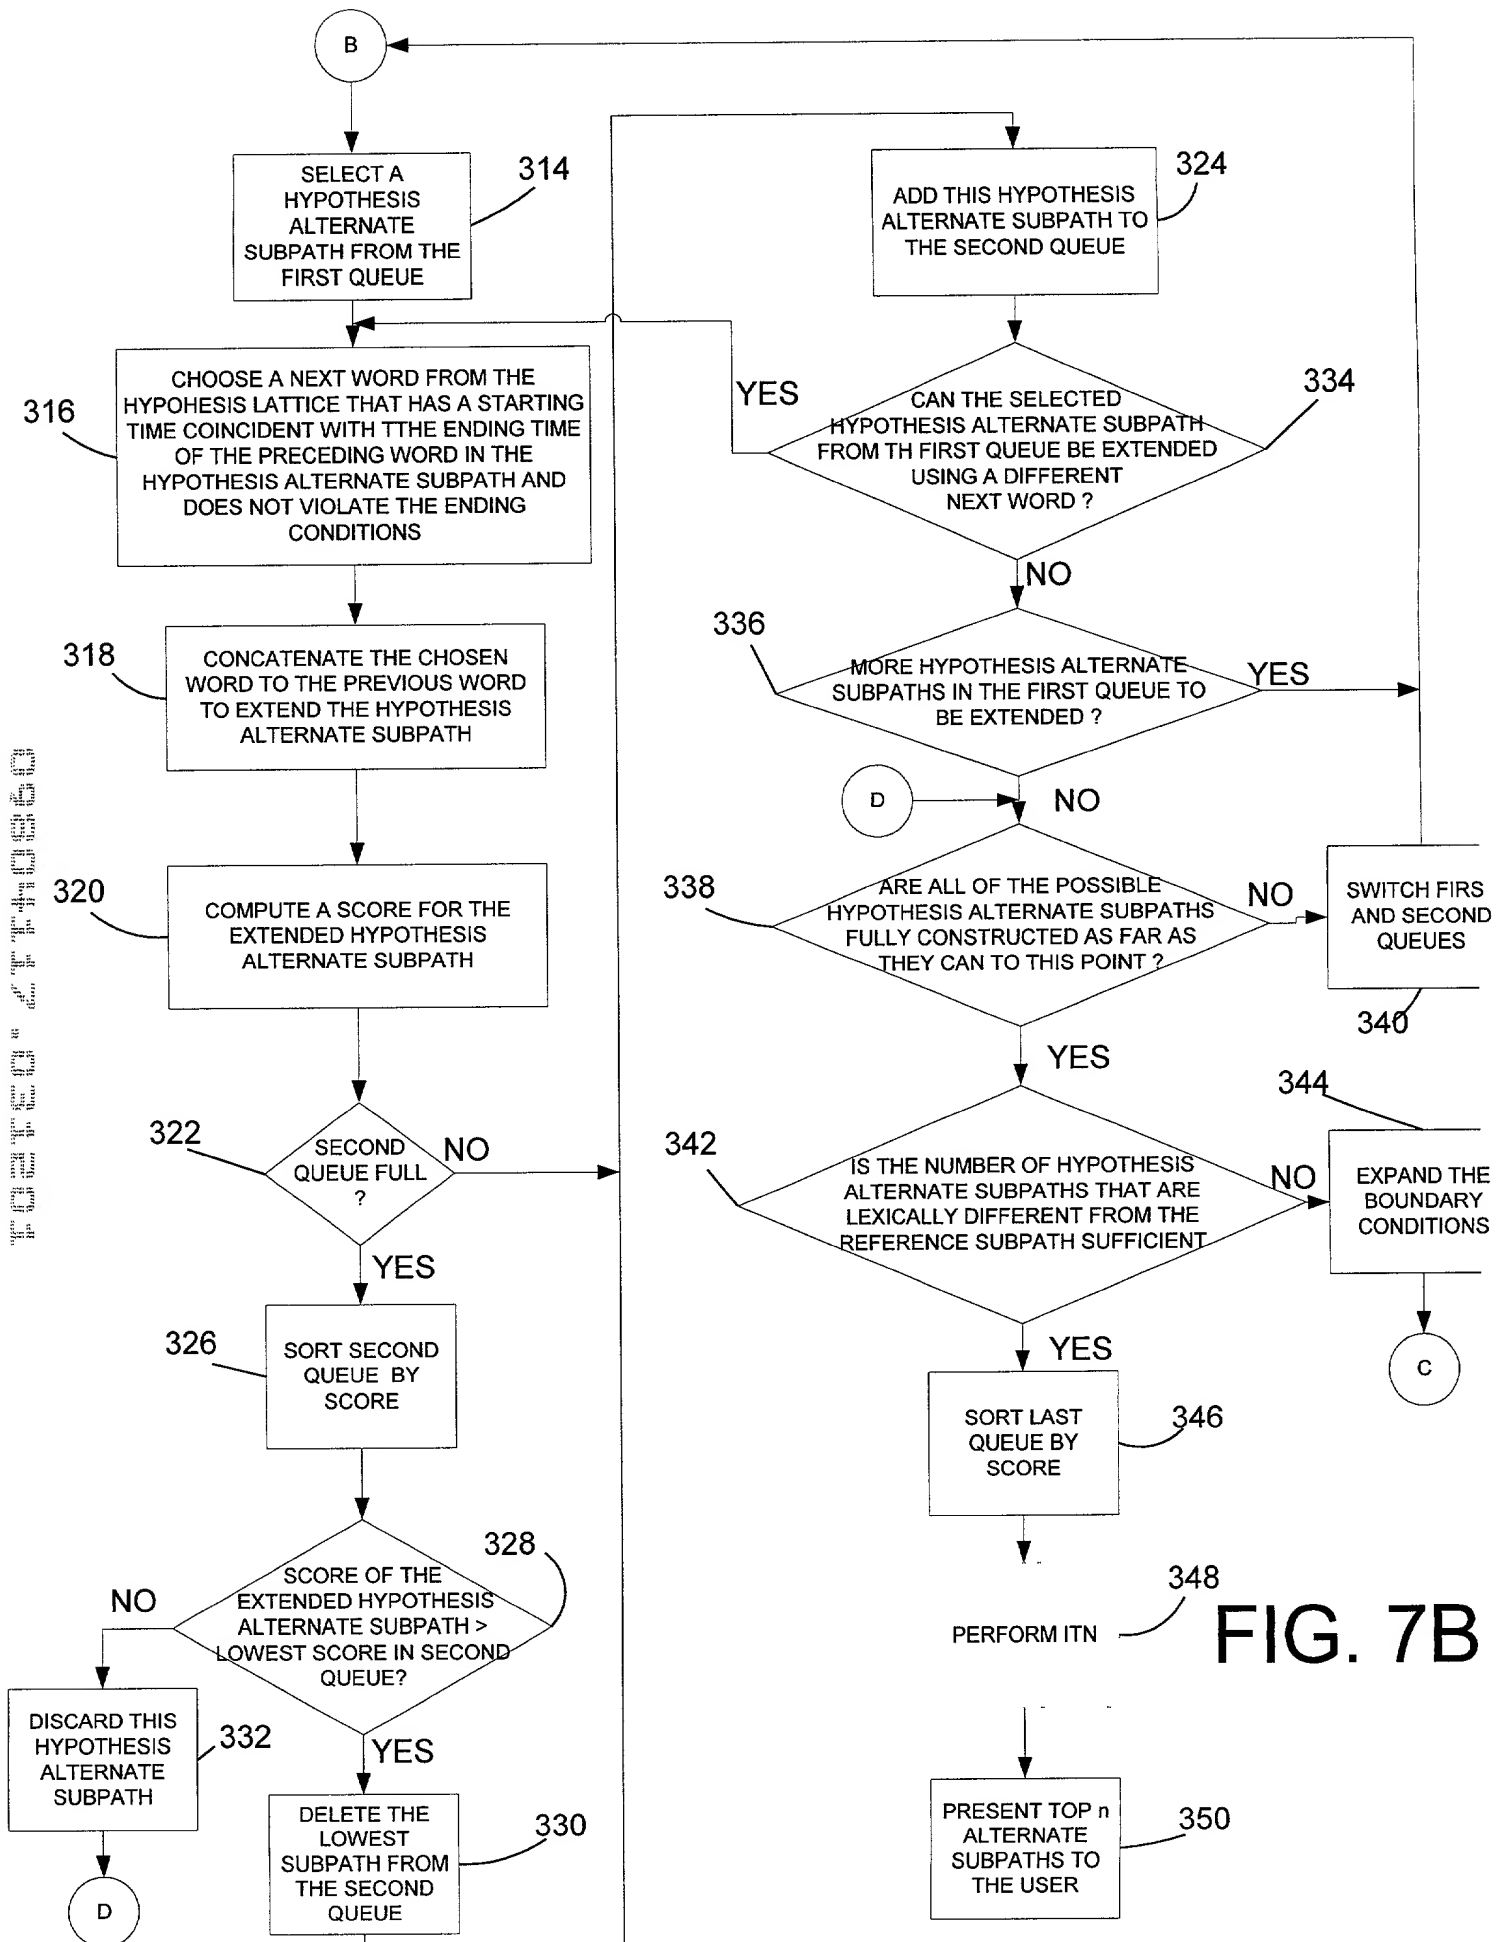 B
SELECT A
HYPOTHESIS
ALTERNATE
SUBPATH FROM THE
FIRST QUEUE
314
CHOOSE A NEXT WORD FROM THE
HYPOHESIS LATTICE THAT HAS A STARTING
TIME COINCIDENT WITH TTHE ENDING TIME
OF THE PRECEDING WORD IN THE
HYPOTHESIS ALTERNATE SUBPATH AND
DOES NOT VIOLATE THE ENDING
CONDITIONS
316
CONCATENATE THE CHOSEN
WORD TO THE PREVIOUS WORD
TO EXTEND THE HYPOTHESIS
ALTERNATE SUBPATH
318
COMPUTE A SCORE FOR THE
EXTENDED HYPOTHESIS
ALTERNATE SUBPATH
320
SECOND
QUEUE FULL
?
322
NO
YES
SORT SECOND
QUEUE BY
SCORE
326
SCORE OF THE
EXTENDED HYPOTHESIS
ALTERNATE SUBPATH >
LOWEST SCORE IN SECOND
QUEUE?
328
NO
YES
DISCARD THIS
HYPOTHESIS
ALTERNATE
SUBPATH
332
D
DELETE THE
LOWEST
SUBPATH FROM
THE SECOND
QUEUE
330
ADD THIS HYPOTHESIS
ALTERNATE SUBPATH TO
THE SECOND QUEUE
324
CAN THE SELECTED
HYPOTHESIS ALTERNATE SUBPATH
FROM TH FIRST QUEUE BE EXTENDED
USING A DIFFERENT
NEXT WORD ?
334
YES
NO
MORE HYPOTHESIS ALTERNATE
SUBPATHS IN THE FIRST QUEUE TO
BE EXTENDED ?
336
YES
NO
D
ARE ALL OF THE POSSIBLE
HYPOTHESIS ALTERNATE SUBPATHS
FULLY CONSTRUCTED AS FAR AS
THEY CAN TO THIS POINT ?
338
NO
YES
SWITCH FIRS
AND SECOND
QUEUES
340
IS THE NUMBER OF HYPOTHESIS
ALTERNATE SUBPATHS THAT ARE
LEXICALLY DIFFERENT FROM THE
REFERENCE SUBPATH SUFFICIENT
342
NO
YES
EXPAND THE
BOUNDARY
CONDITIONS
344
C
SORT LAST
QUEUE BY
SCORE
346
PERFORM ITN
348
PRESENT TOP n
ALTERNATE
SUBPATHS TO
THE USER
350
FIG. 7B